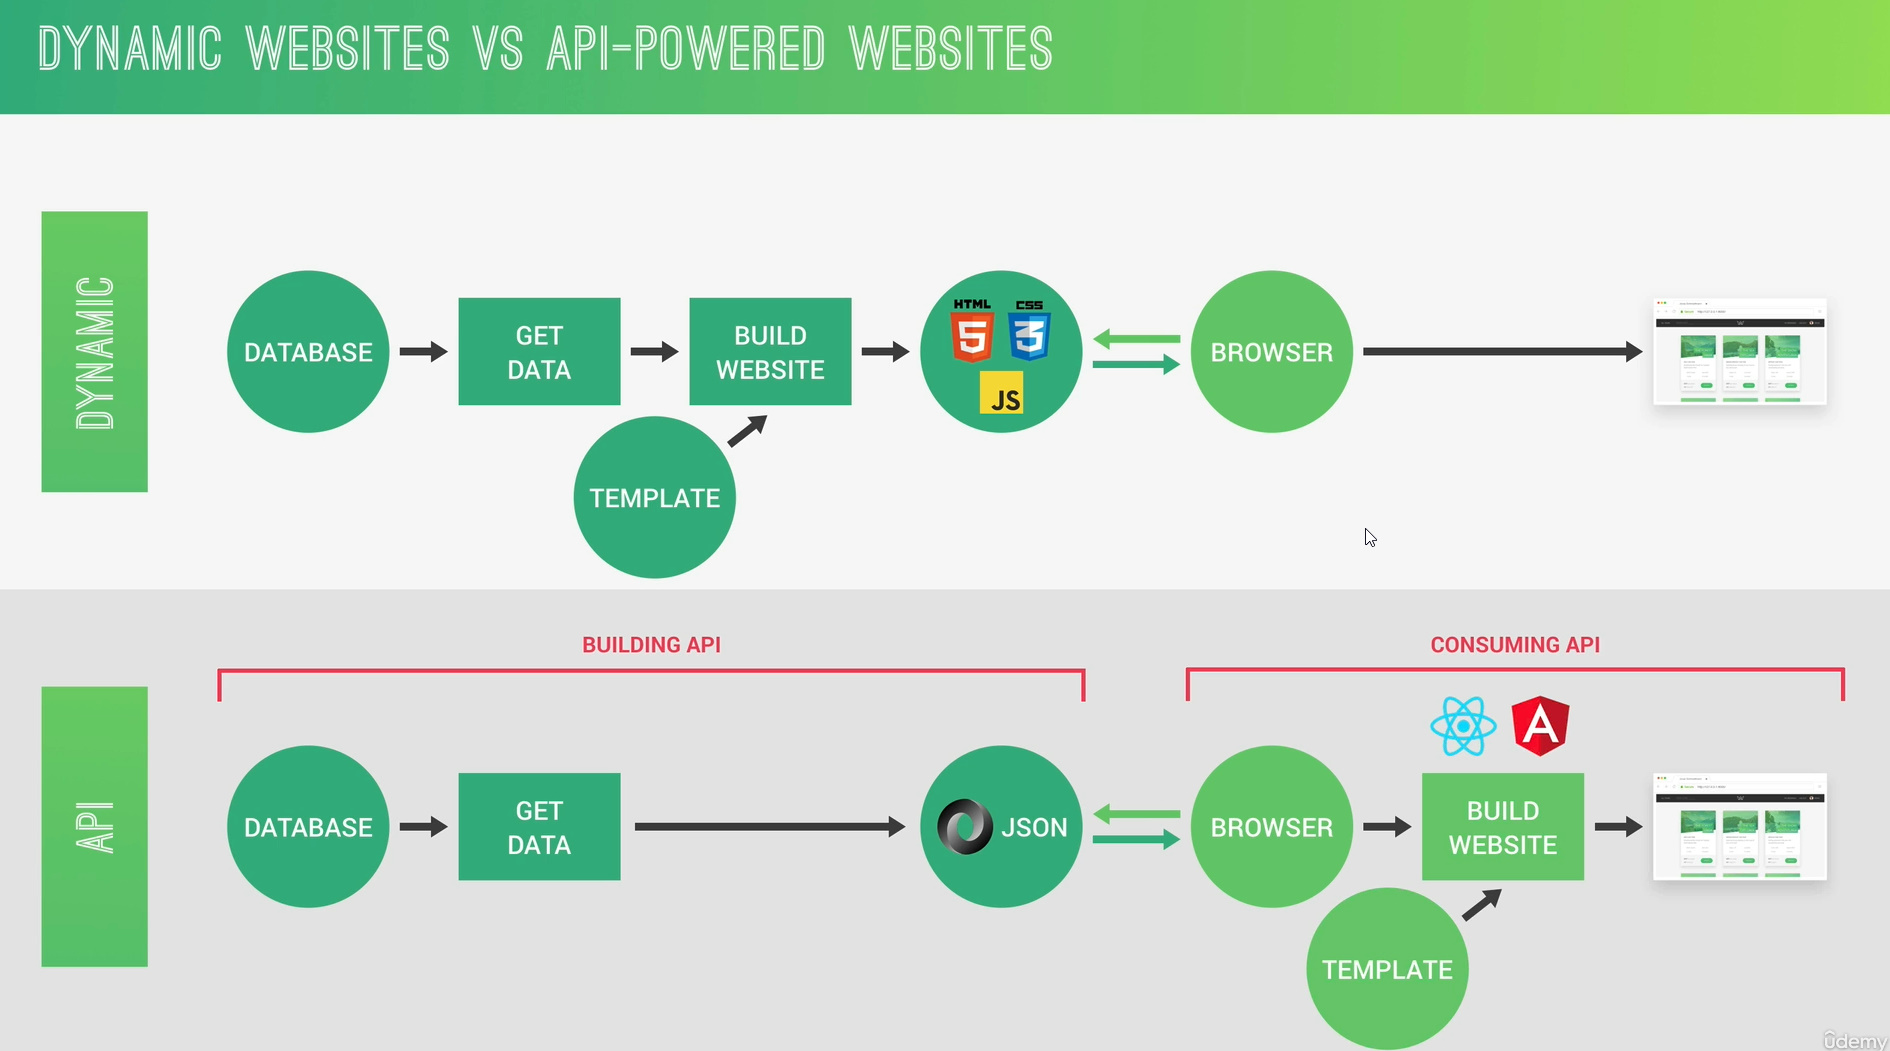 DYNAMIC WEBSITES VS API-POWERED WEBSITES
DYNAMIC
DATABASE
GET
DATA
BUILD
WEBSITE
TEMPLATE
HTML
5
CSS
3
JS
BROWSER
BUILDING API
CONSUMING API
API
DATABASE
GET
DATA
JSON
BROWSER
A
BUILD
WEBSITE
TEMPLATE
ûdemy